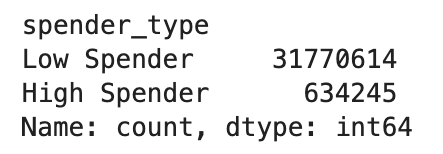 spender_type
Low Spender     31770614
High Spender      634245
Name: count, dtype: int64